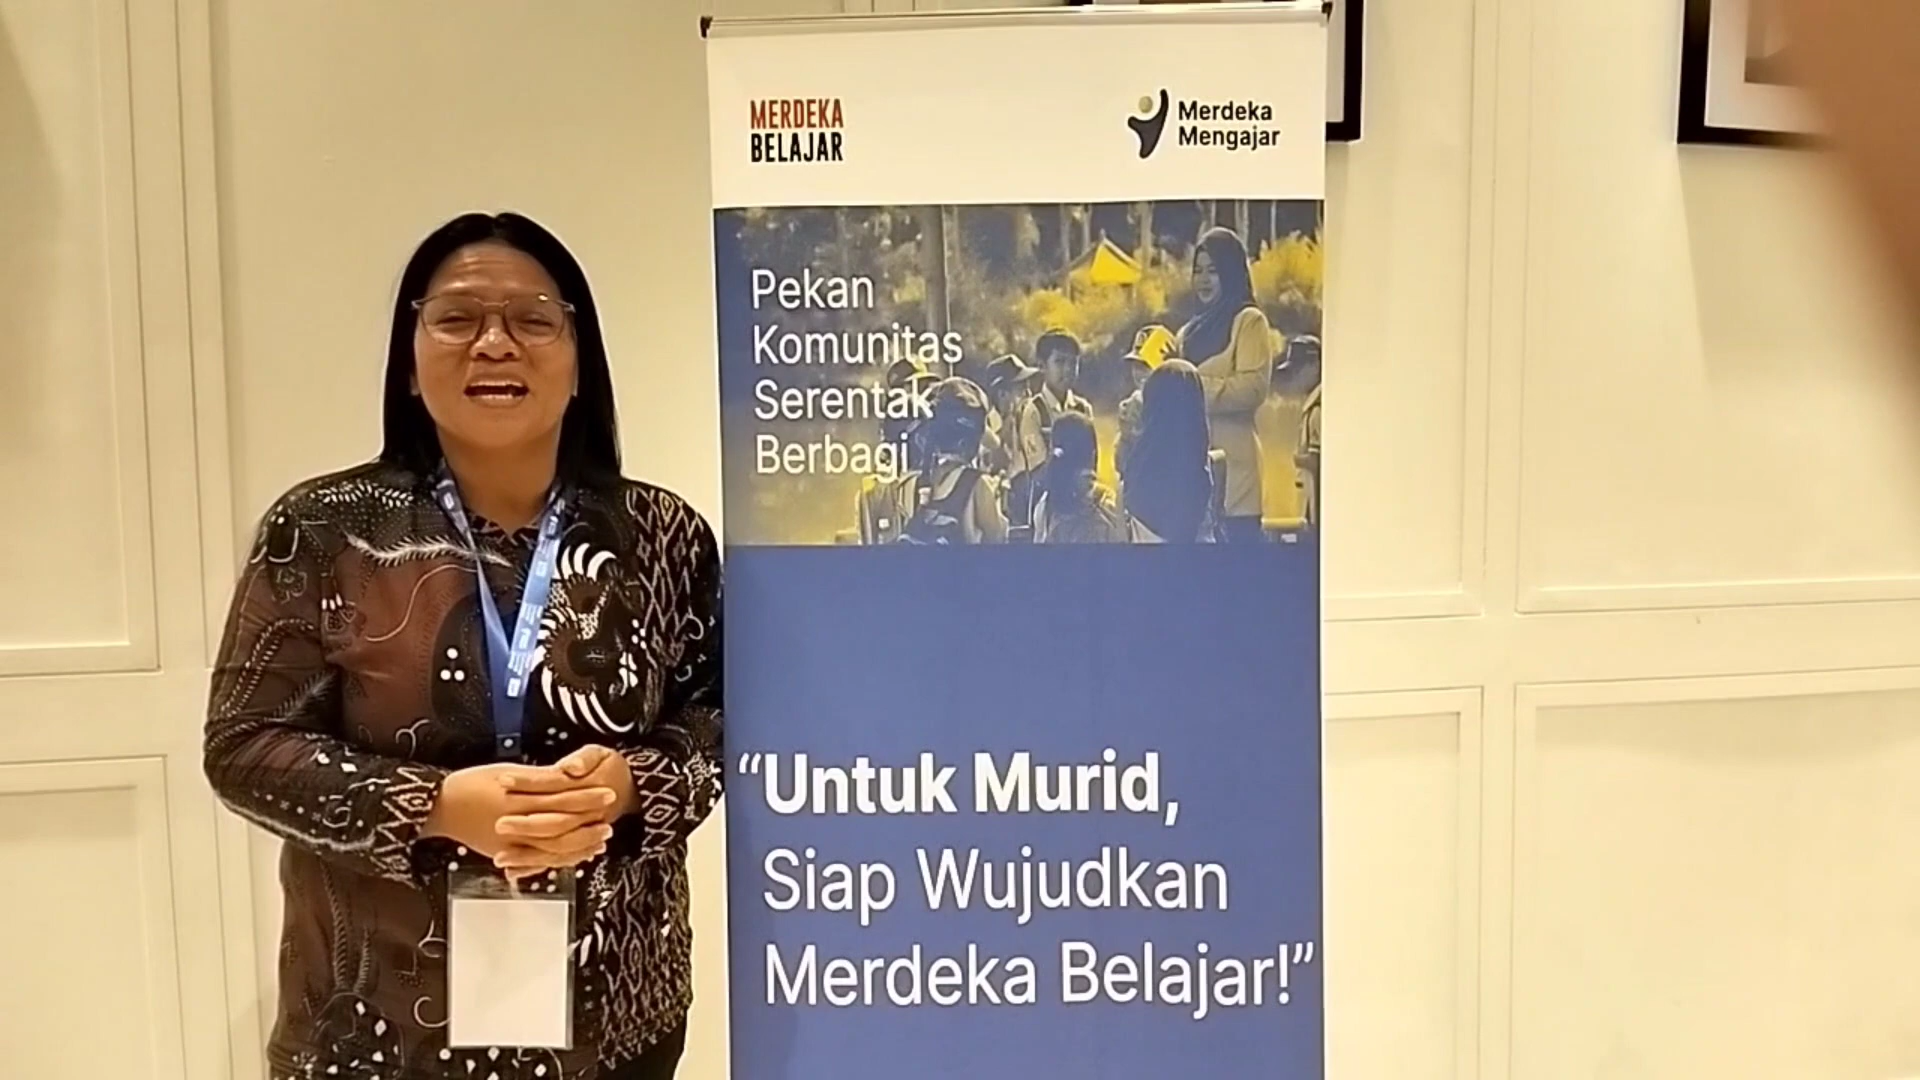 MERDEKA
BELAJAR
Merdeka
Mengajar
Pekan
Komunitas
Serentak
Berbagi
“Untuk Murid,
Siap Wujudkan
Merdeka Belajar!”